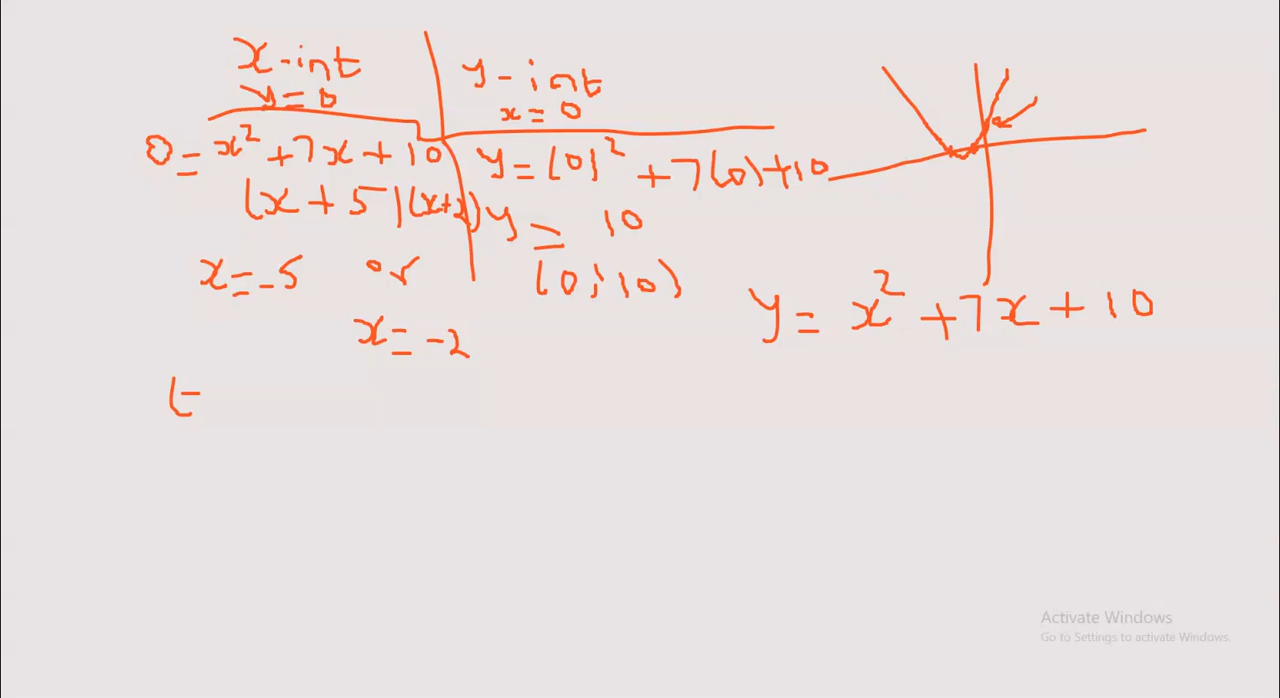 x-int
y = 0
y-int
x = 0
0 = x² + 7x + 10
(x + 5)(x+2)
x = -5 or
x = -2
(-
y = (0)² + 7(0) + 10
y = 10
(0;10)
y = x² + 7x + 10
Activate Windows
Go to Settings to activate Windows.